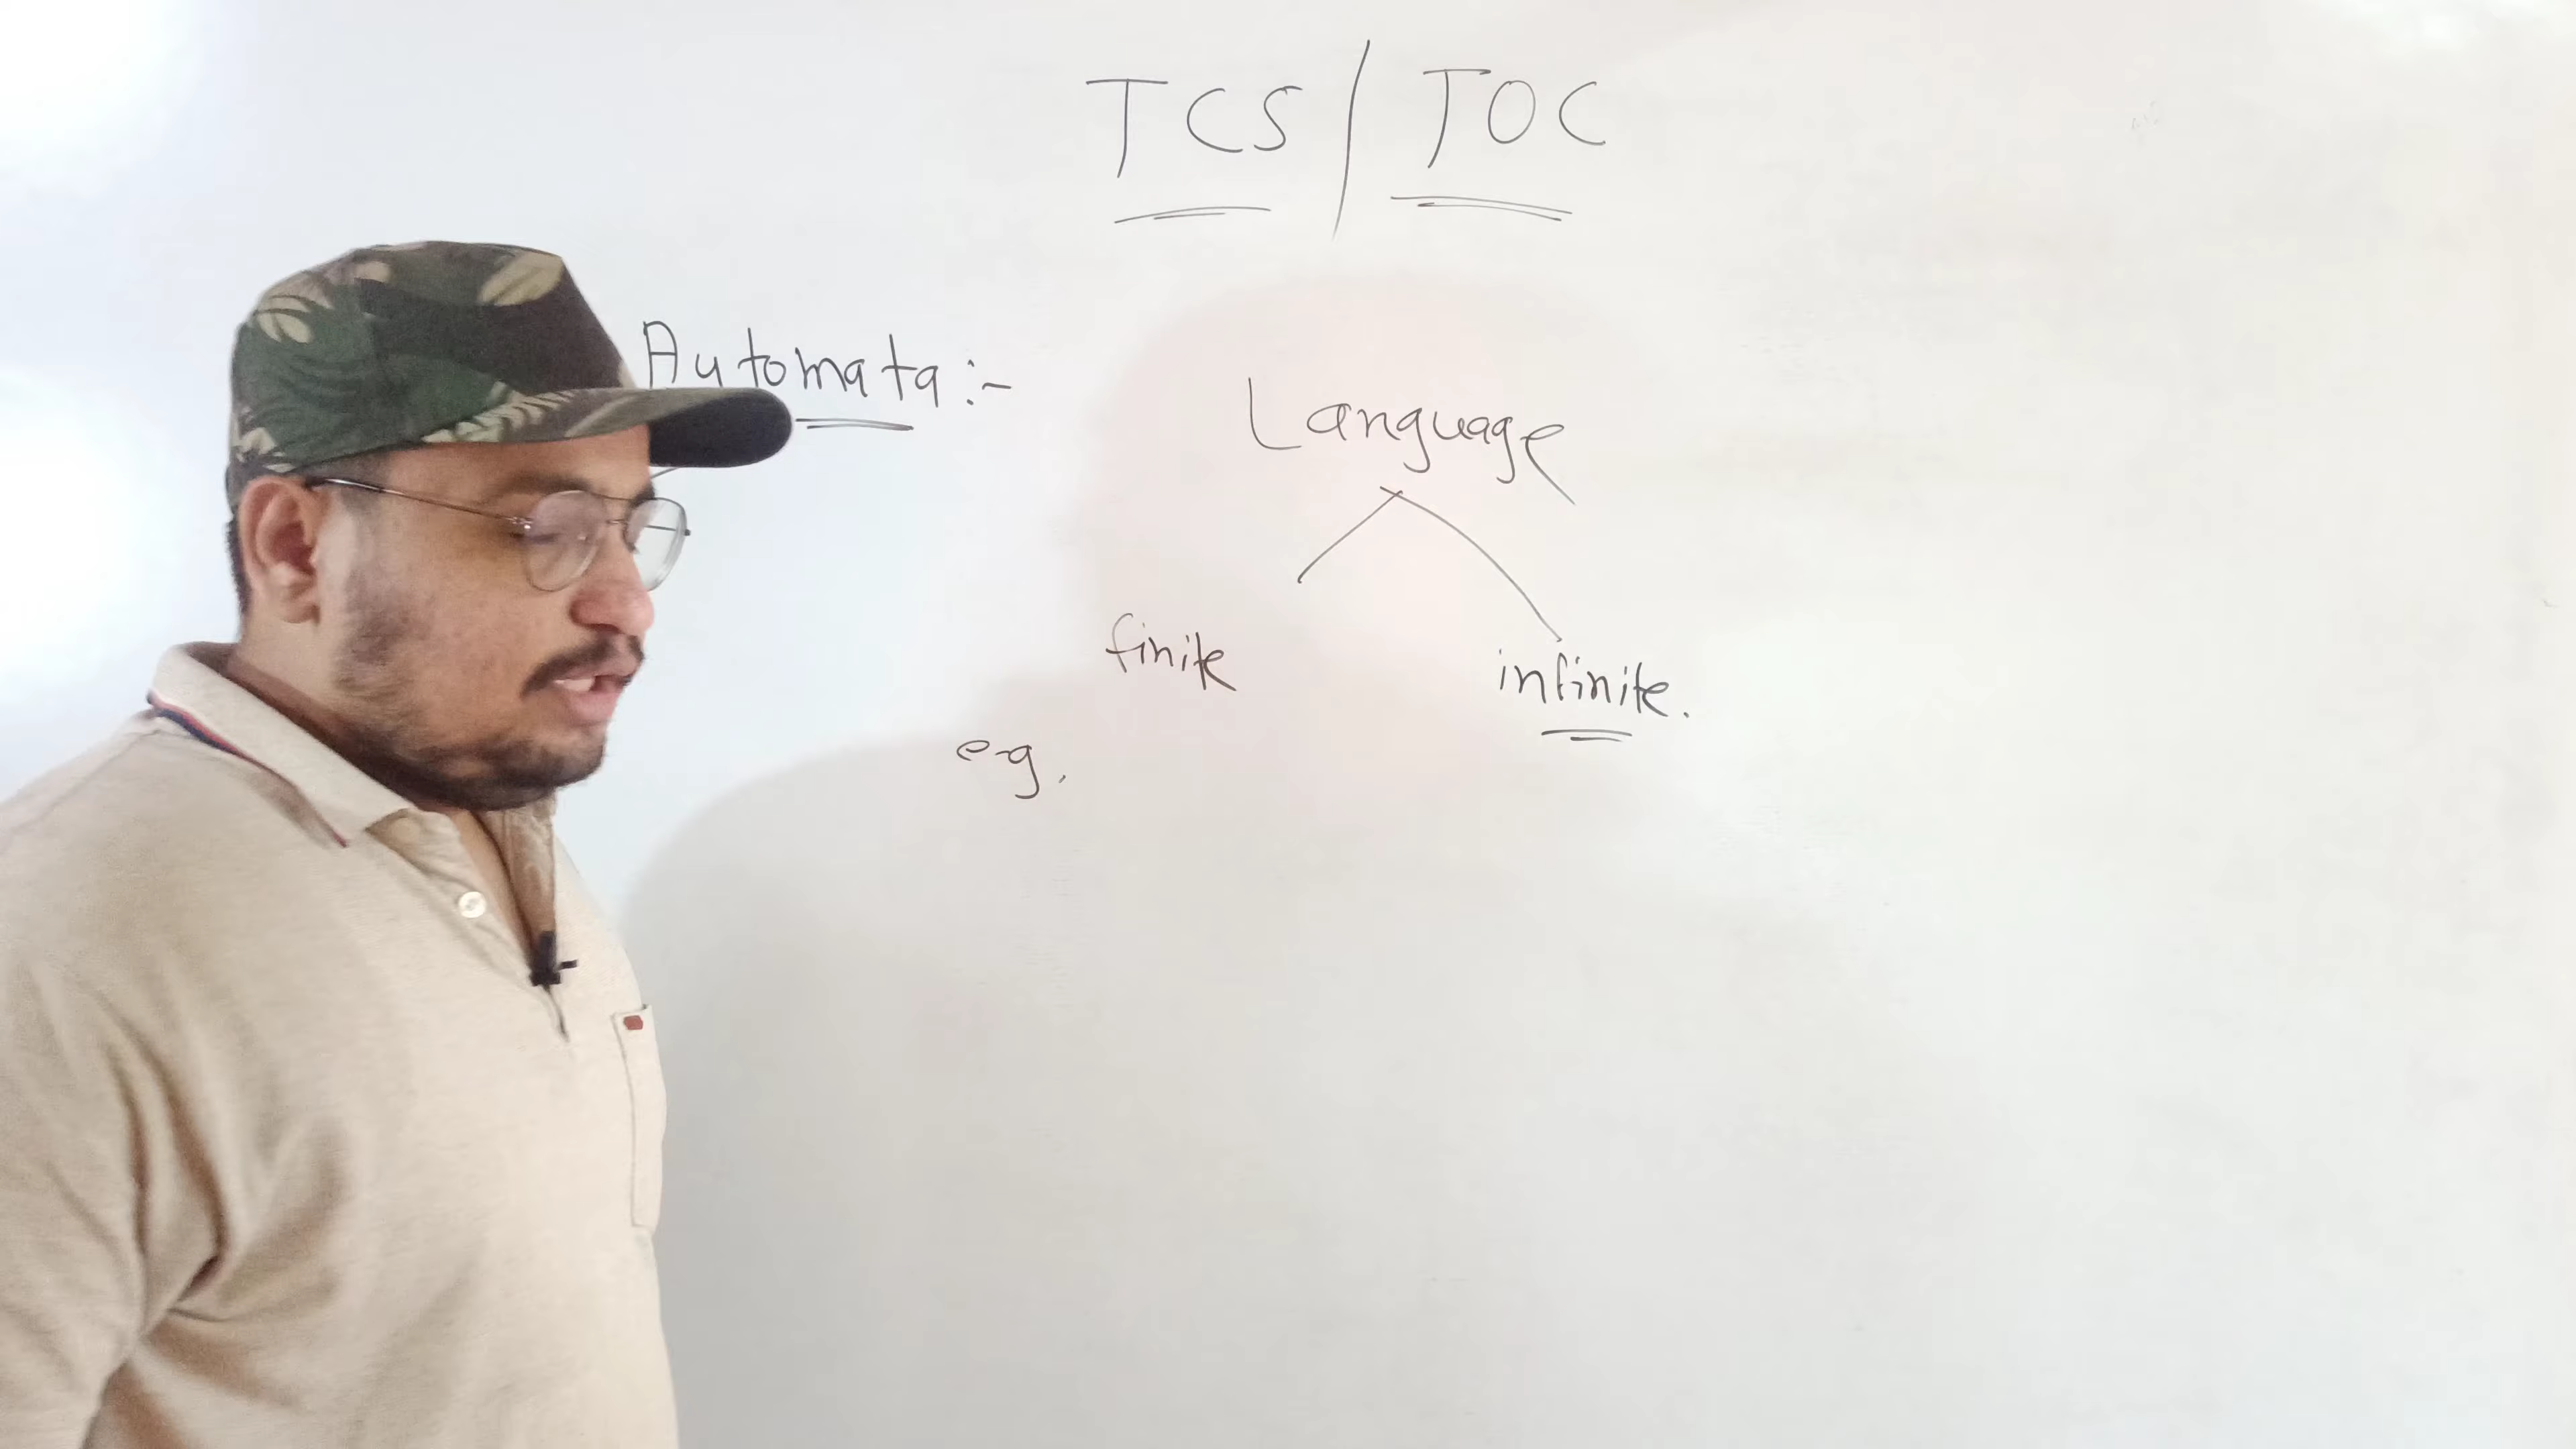 TCS / TOC
Automata :-
Language
finite
infinite.
e.g.